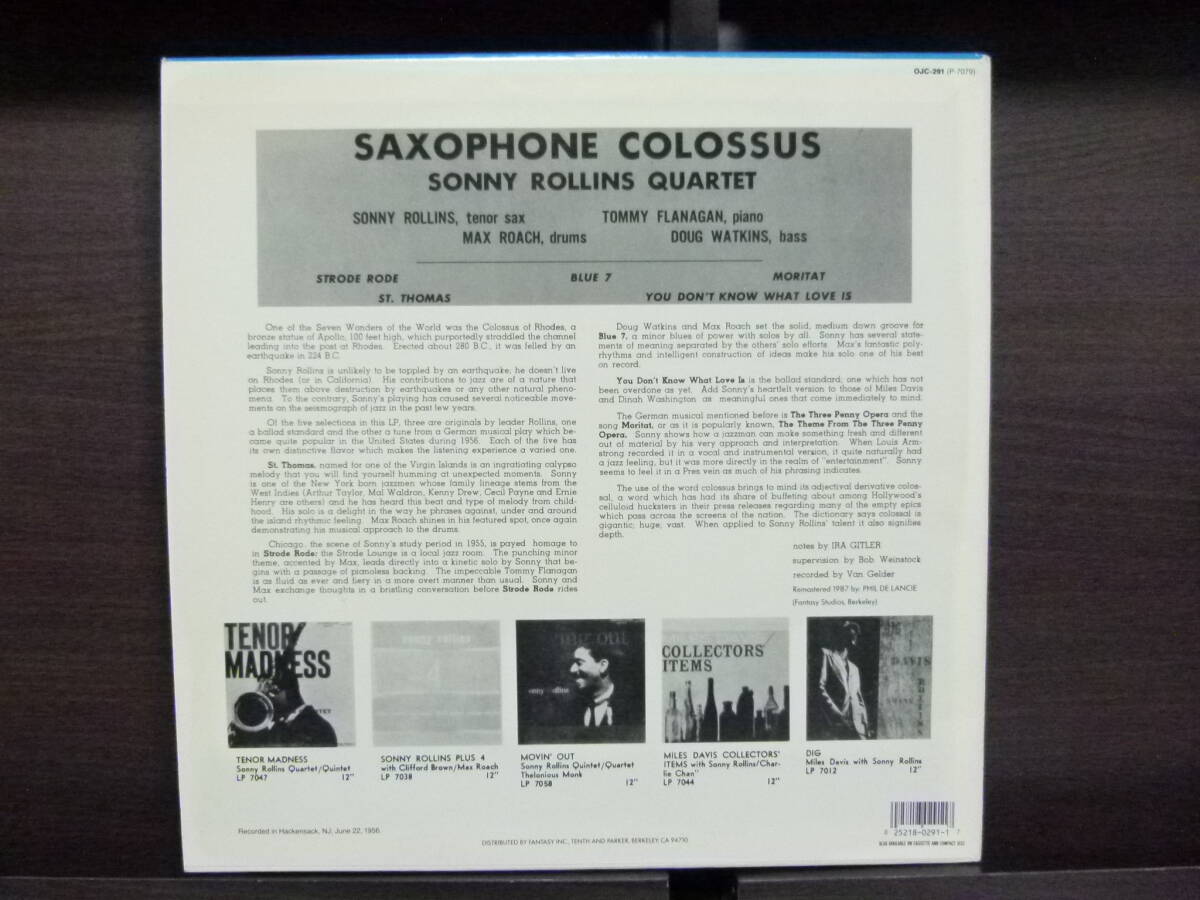 OJC-291 (P-7079)
SAXOPHONE COLOSSUS
SONNY ROLLINS QUARTET
SONNY ROLLINS, tenor sax TOMMY FLANAGAN, piano
MAX ROACH, drums DOUG WATKINS, bass
STRODE RODE BLUE 7 MORITAT
ST. THOMAS YOU DON'T KNOW WHAT LOVE IS
One of the Seven Wonders of the World was the Colossus of Rhodes, a
bronze statue of Apollo, 100 feet high, which purportedly straddled the channel
leading into the post at Rhodes. Erected about 280 B.C., it was felled by an
earthquake in 224 B.C.
Sonny Rollins is unlikely to be toppled by an earthquake; he doesn't live
on Rhodes (or in California). His contributions to jazz are of a nature that
places them above destruction by earthquakes or any other natural pheno-
mena. To the contrary, Sonny's playing has caused several noticeable move-
ments on the seismograph of jazz in the past few years.
Of the five selections in this LP, three are originals by leader Rollins, one
a ballad standard and the other a tune from a German musical play which be-
came quite popular in the United States during 1956. Each of the five has
its own distinctive flavor which makes the listening experience a varied one.
St. Thomas, named for one of the Virgin Islands is an ingratiating calypso
melody that you will find yourself humming at unexpected moments. Sonny
is one of the New York born jazzmen whose family lineage stems from the
West Indies (Arthur Taylor, Mal Waldron, Kenny Drew, Cecil Payne and Ernie
Henry are others) and he has heard this beat and type of melody from child-
hood. His solo is a delight in the way he phrases against, under and around
the island rhythmic feeling. Max Roach shines in his featured spot, once again
demonstrating his musical approach to the drums.
Chicago, the scene of Sonny's study period in 1955, is payed homage to
in Strode Rode; the Strode Lounge is a local jazz room. The punching minor
theme, accented by Max, leads directly into a kinetic solo by Sonny that be-
gins with a passage of pianoless backing. The impeccable Tommy Flanagan
is as fluid as ever and fiery in a more overt manner than usual. Sonny and
Max exchange thoughts in a bristling conversation before Strode Rode rides
out.
Doug Watkins and Max Roach set the solid, medium down groove for
Blue 7, a minor blues of power with solos by all. Sonny has several state-
ments of meaning separated by the others' solo efforts. Max's fantastic poly-
rhythms and intelligent construction of ideas make his solo one of his best
on record.
You Don't Know What Love Is is the ballad standard; one which has not
been overdone as yet. Add Sonny's heartfelt version to those of Miles Davis
and Dinah Washington as meaningful ones that come immediately to mind.
The German musical mentioned before is The Three Penny Opera and the
song Moritat, or as it is popularly known, The Theme From The Three Penny
Opera. Sonny shows how a jazzman can make something fresh and different
out of material by his very approach and interpretation. When Louis Arm-
strong recorded it in a vocal and instrumental version, it quite naturally had
a jazz feeling, but it was more directly in the realm of "entertainment". Sonny
seems to feel it in a Pres vein as much of his phrasing indicates.
The use of the word colossus brings to mind its adjectival derivative colos-
sal, a word which has had its share of buffeting about among Hollywood's
celluloid hucksters in their press releases regarding many of the empty epics
which pass across the screens of the nation. The dictionary says colossal is
gigantic; huge; vast. When applied to Sonny Rollins' talent it also signifies
depth.
notes by IRA GITLER
supervision by Bob Weinstock
recorded by Van Gelder
Remastered 1987 by: PHIL DE LANCIE
(Fantasy Studios, Berkeley)
TENOR
MADNESS
sonny rollins
COLLECTORS'
ITEMS
TENOR MADNESS
Sonny Rollins Quartet/Quintet
LP 7047 12"
SONNY ROLLINS PLUS 4
with Clifford Brown/Max Roach
LP 7038 12"
MOVIN' OUT
Sonny Rollins Quintet/Quartet
Thelonious Monk
LP 7058 12"
MILES DAVIS COLLECTORS'
ITEMS with Sonny Rollins/Char-
lie Chan"
LP 7044 12"
DIG
Miles Davis with Sonny Rollins
LP 7012 12"
Recorded in Hackensack, NJ, June 22, 1956.
DISTRIBUTED BY FANTASY INC., TENTH AND PARKER, BERKELEY, CA 94710
0 25218-0291-1 7
ALSO AVAILABLE ON CASSETTE AND COMPACT DISC